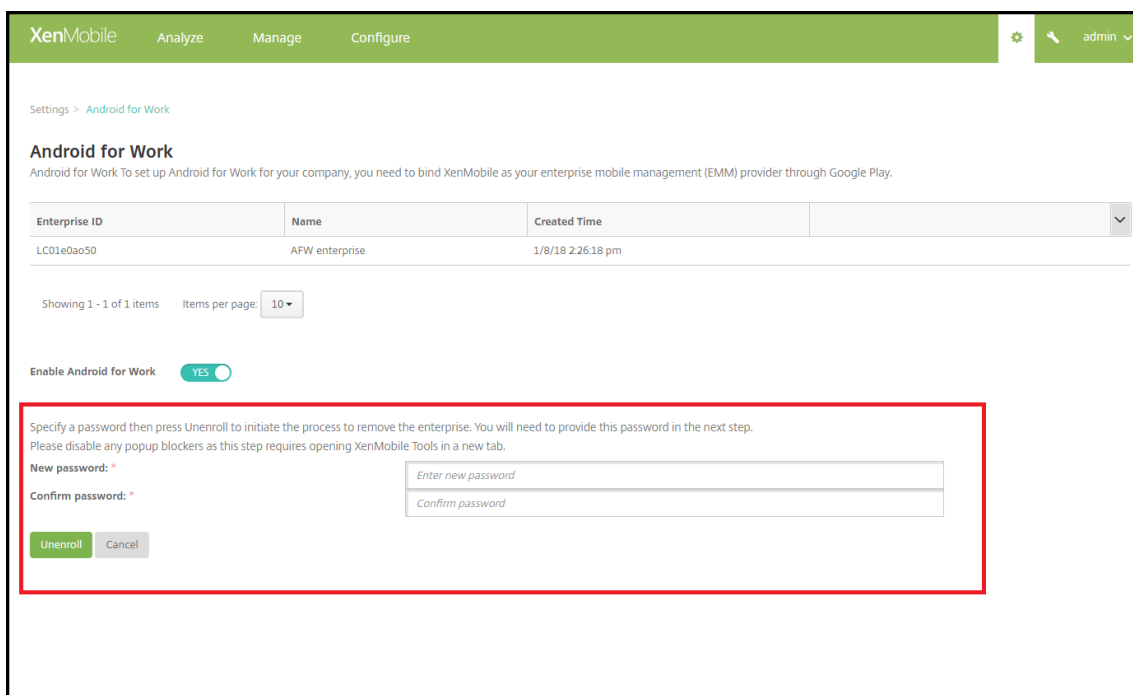 XenMobile Analyze Manage Configure admin
Settings > Android for Work
Android for Work
Android for Work To set up Android for Work for your company, you need to bind XenMobile as your enterprise mobile management (EMM) provider through Google Play.
Enterprise ID Name Created Time
LC01e0ao50 AFW enterprise 1/8/18 2:26:18 pm
Showing 1 - 1 of 1 items Items per page: 10
Enable Android for Work YES
Specify a password then press Unenroll to initiate the process to remove the enterprise. You will need to provide this password in the next step.
Please disable any popup blockers as this step requires opening XenMobile Tools in a new tab.
New password: * Enter new password
Confirm password: * Confirm password
Unenroll Cancel